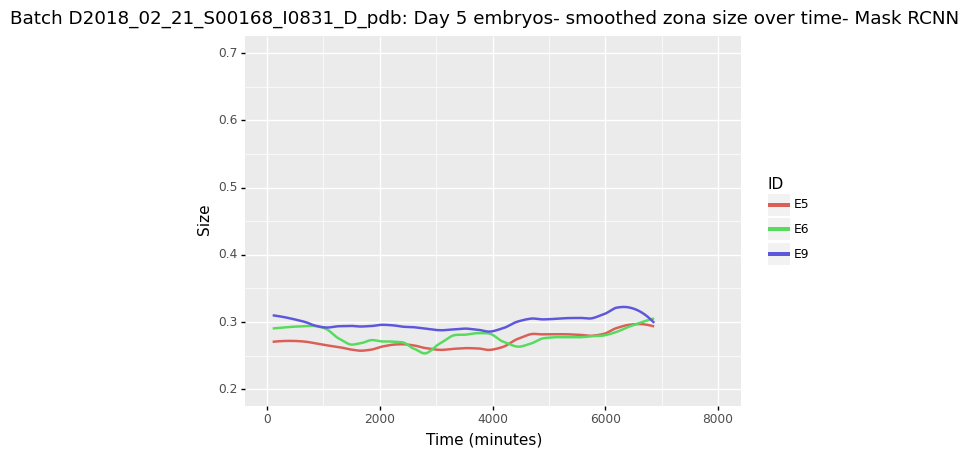 Batch D2018_02_21_S00168_I0831_D_pdb: Day 5 embryos- smoothed zona size over time- Mask RCNN
0.7
0.6
0.5
0.4
0.3
0.2
Size
0 2000 4000 6000 8000
Time (minutes)
ID
E5
E6
E9